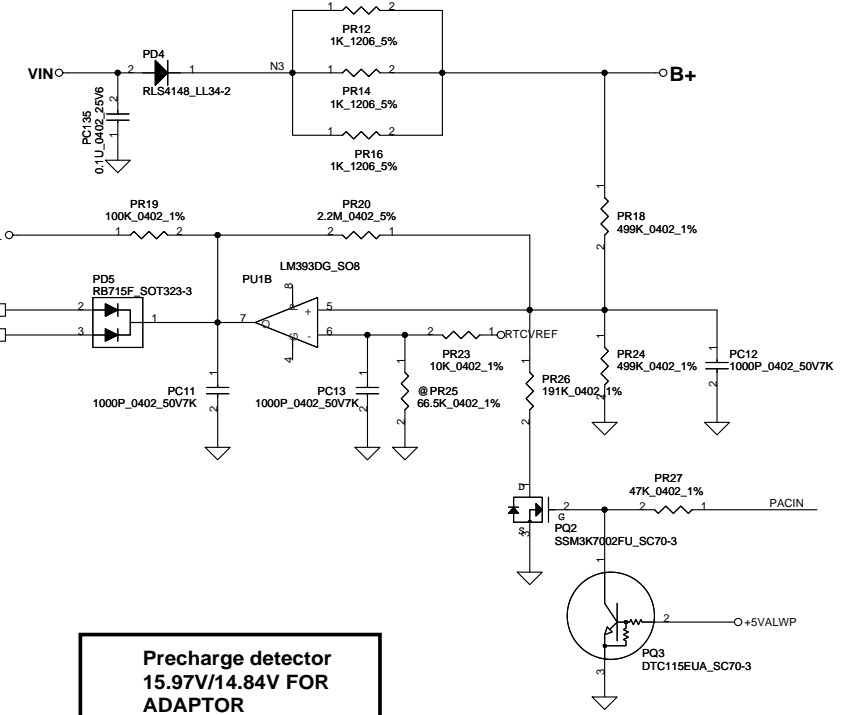 1 2
PR12
1K_1206_5%
PD4
VIN 2 1 N3 1 2 B+
RLS4148_LL34-2
PR14
1K_1206_5%
2
1
PC135
0.1U_0402_25V6
1 2
PR16
1K_1206_5%
PR19
100K_0402_1%
1 2
PR20
2.2M_0402_5%
2 1
1
PR18
499K_0402_1%
2
LM393DG_SO8
PU1B
PD5
RB715F_SOT323-3
2
3
1
7
8
P
+ 5
- 6
G
O
4
2 1 RTCVREF
PR23
10K_0402_1%
1
PC11
1000P_0402_50V7K
2
1
PC13
1000P_0402_50V7K
2
1
@PR25
66.5K_0402_1%
2
1
PR26
191K_0402_1%
2
1
PR24
499K_0402_1%
2
1
PC12
1000P_0402_50V7K
2
PR27
47K_0402_1%
2 1 PACIN
D 1
2
G
S 3
PQ2
SSM3K7002FU_SC70-3
1
2 +5VALWP
3
PQ3
DTC115EUA_SC70-3
Precharge detector
15.97V/14.84V FOR
ADAPTOR